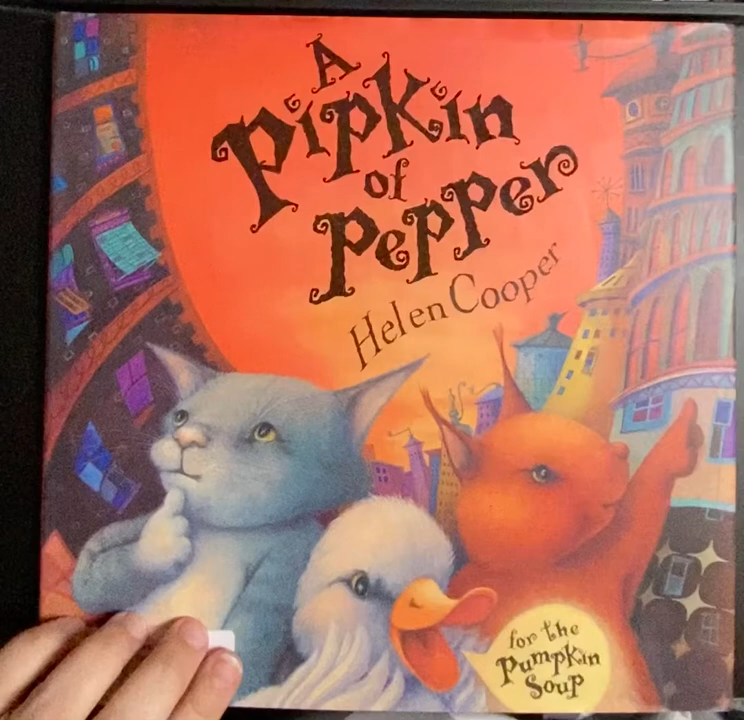 A
Pipkin
of
Pepper
Helen Cooper
for the
Pumpkin
Soup